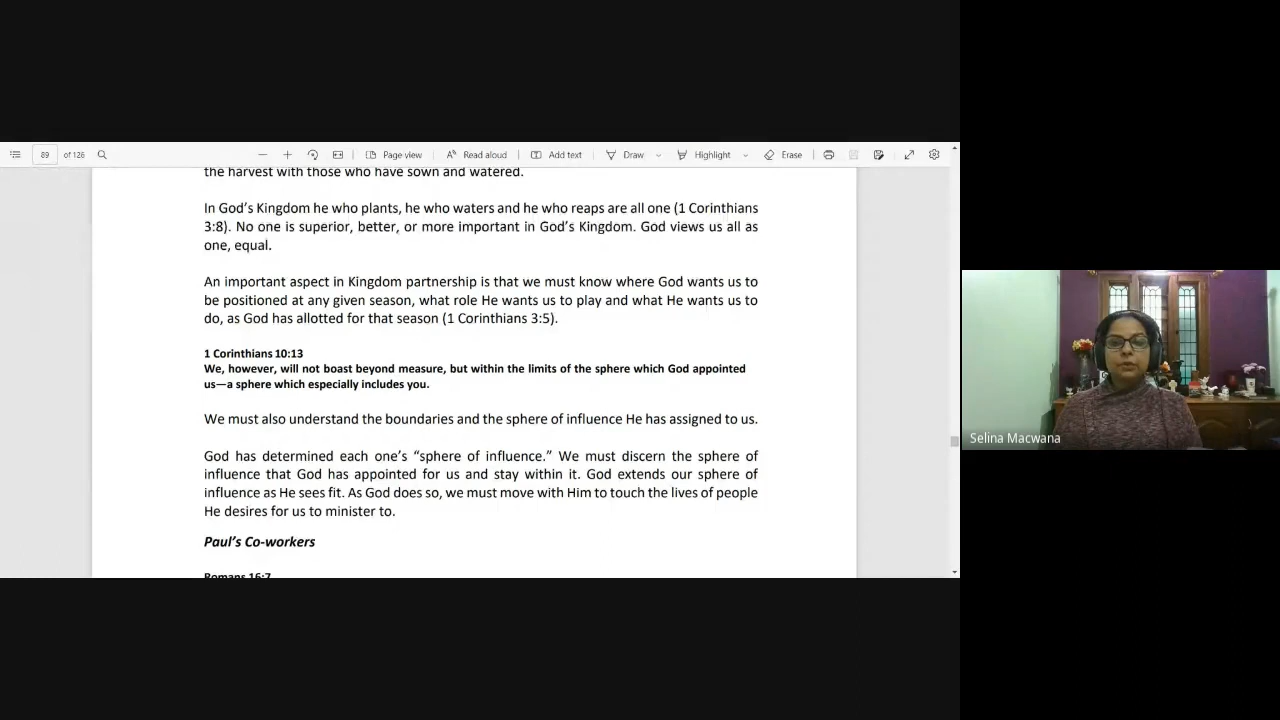 89 of 126 Page view Read aloud Add text Draw Highlight Erase
the harvest with those who have sown and watered.
In God's Kingdom he who plants, he who waters and he who reaps are all one (1 Corinthians
3:8). No one is superior, better, or more important in God's Kingdom. God views us all as
one, equal.
An important aspect in Kingdom partnership is that we must know where God wants us to
be positioned at any given season, what role He wants us to play and what He wants us to
do, as God has allotted for that season (1 Corinthians 3:5).
1 Corinthians 10:13
We, however, will not boast beyond measure, but within the limits of the sphere which God appointed
us—a sphere which especially includes you.
We must also understand the boundaries and the sphere of influence He has assigned to us.
God has determined each one's “sphere of influence.” We must discern the sphere of
influence that God has appointed for us and stay within it. God extends our sphere of
influence as He sees fit. As God does so, we must move with Him to touch the lives of people
He desires for us to minister to.
Paul's Co-workers
Romans 16:7
Selina Macwana